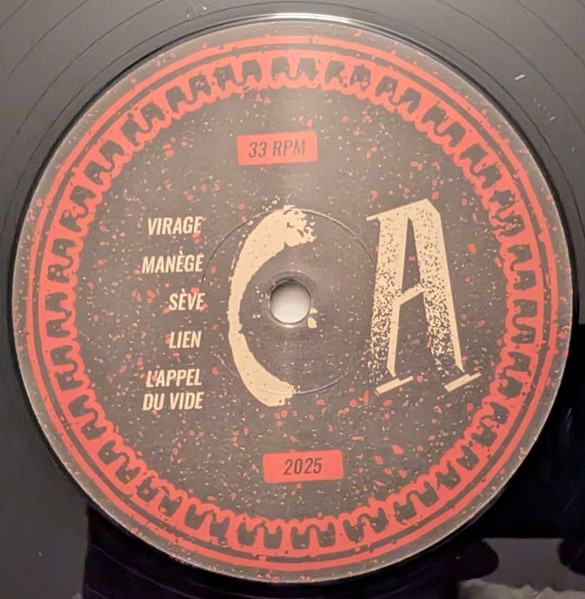 33 RPM
VIRAGE
MANÈGE
SÈVE
LIEN
L'APPEL
DU VIDE
A
2025